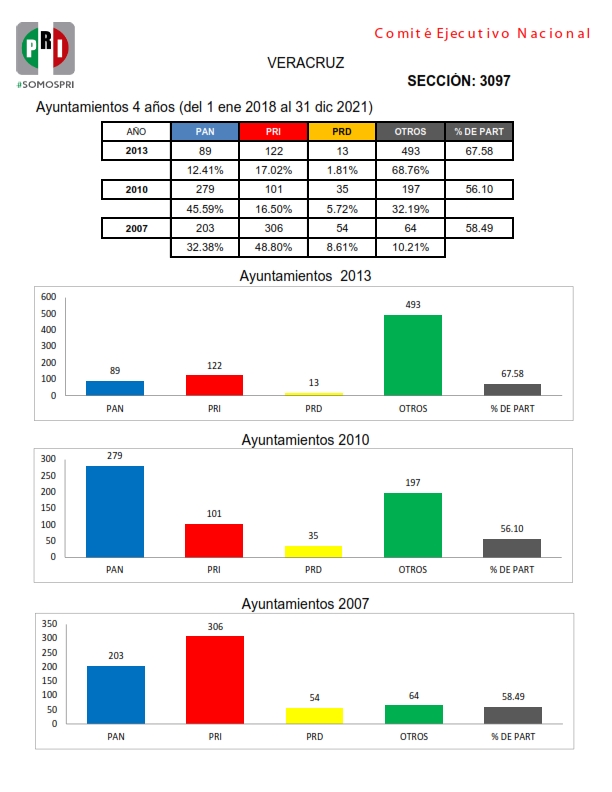 Comité Ejecutivo Nacional
PRI
#SOMOSPRI
VERACRUZ
SECCIÓN: 3097
Ayuntamientos 4 años (del 1 ene 2018 al 31 dic 2021)
AÑO PAN PRI PRD OTROS % DE PART
2013 89 122 13 493 67.58
12.41% 17.02% 1.81% 68.76%
2010 279 101 35 197 56.10
45.59% 16.50% 5.72% 32.19%
2007 203 306 54 64 58.49
32.38% 48.80% 8.61% 10.21%
Ayuntamientos 2013
600
500
400
300
200
100
0
89 122 13 493 67.58
PAN PRI PRD OTROS % DE PART
Ayuntamientos 2010
300
250
200
150
100
50
0
279 101 35 197 56.10
PAN PRI PRD OTROS % DE PART
Ayuntamientos 2007
350
300
250
200
150
100
50
0
203 306 54 64 58.49
PAN PRI PRD OTROS % DE PART